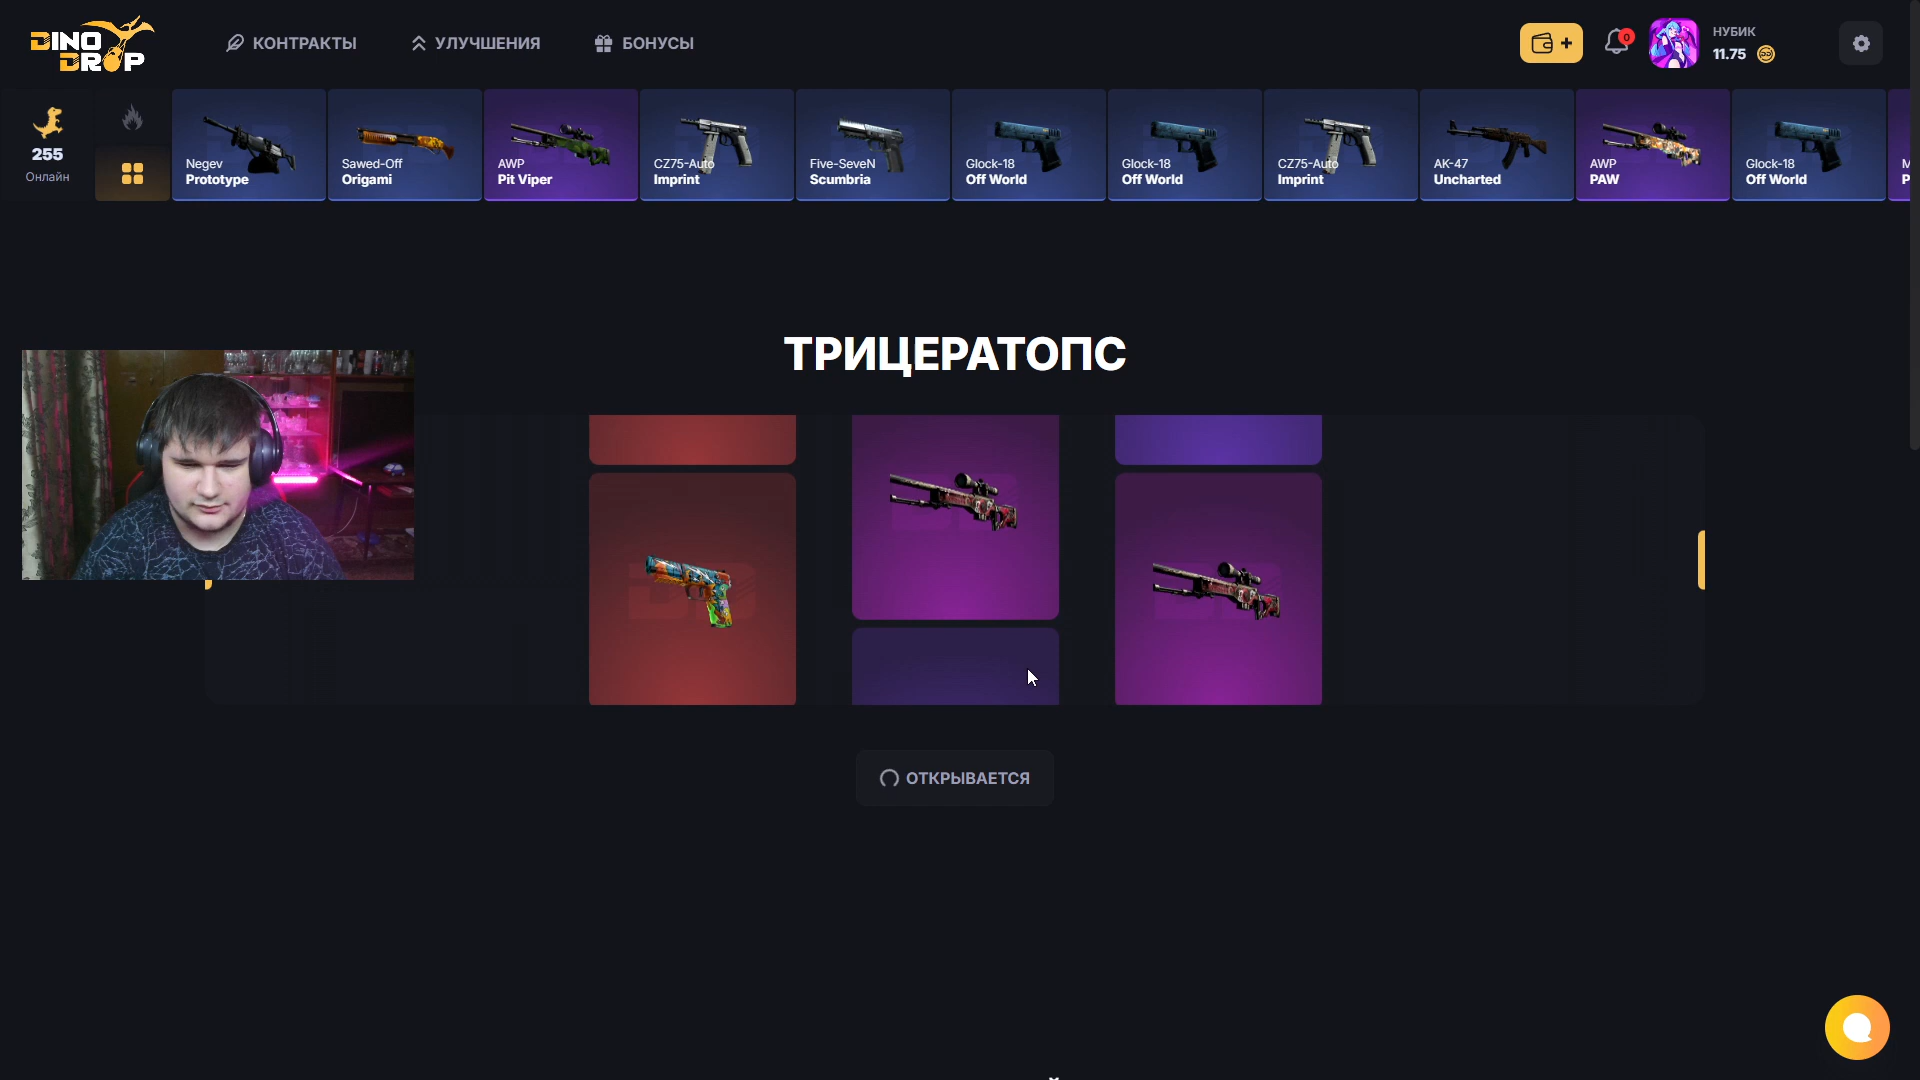 DINO DROP
КОНТРАКТЫ
УЛУЧШЕНИЯ
БОНУСЫ
0
НУБИК
11.75
255
Онлайн
Negev
Prototype
Sawed-Off
Origami
AWP
Pit Viper
CZ75-Auto
Imprint
Five-SeveN
Scumbria
Glock-18
Off World
Glock-18
Off World
CZ75-Auto
Imprint
AK-47
Uncharted
AWP
PAW
Glock-18
Off World
ТРИЦЕРАТОПС
ОТКРЫВАЕТСЯ